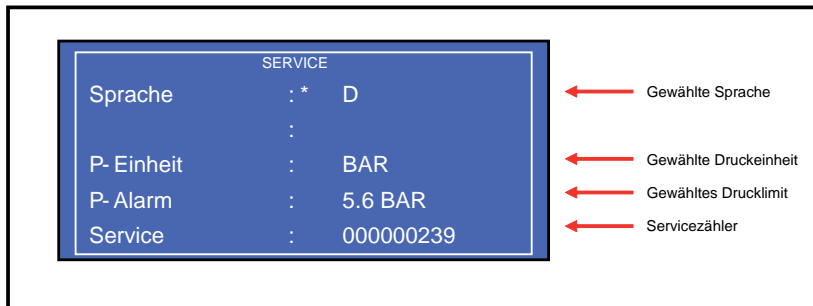 SERVICE
Sprache : * D Gewählte Sprache
:
P- Einheit : BAR Gewählte Druckeinheit
P- Alarm : 5.6 BAR Gewähltes Drucklimit
Service : 000000239 Servicezähler